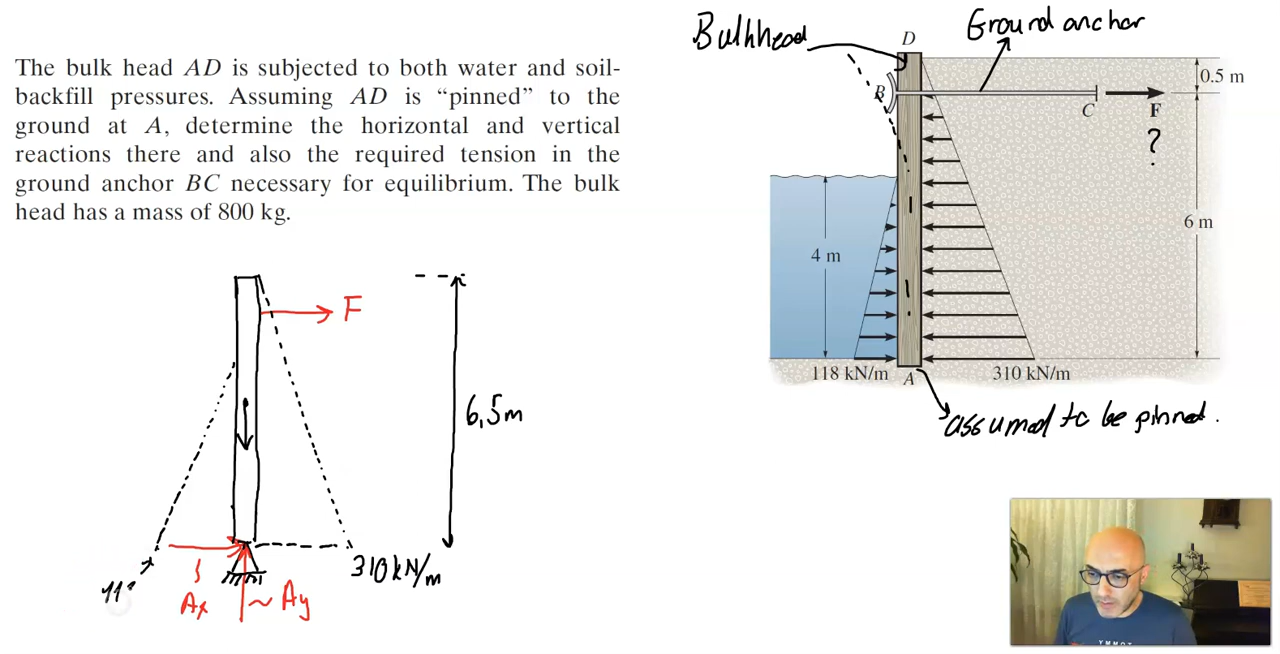 The bulk head AD is subjected to both water and soil-
backfill pressures. Assuming AD is “pinned” to the
ground at A, determine the horizontal and vertical
reactions there and also the required tension in the
ground anchor BC necessary for equilibrium. The bulk
head has a mass of 800 kg.
Bulkhead
Ground anchor
D
0.5 m
B
C
F
?
4 m
6 m
118 kN/m
A
310 kN/m
assumed to be pinned.
F
6,5m
310kN/m
Ax
~ Ay